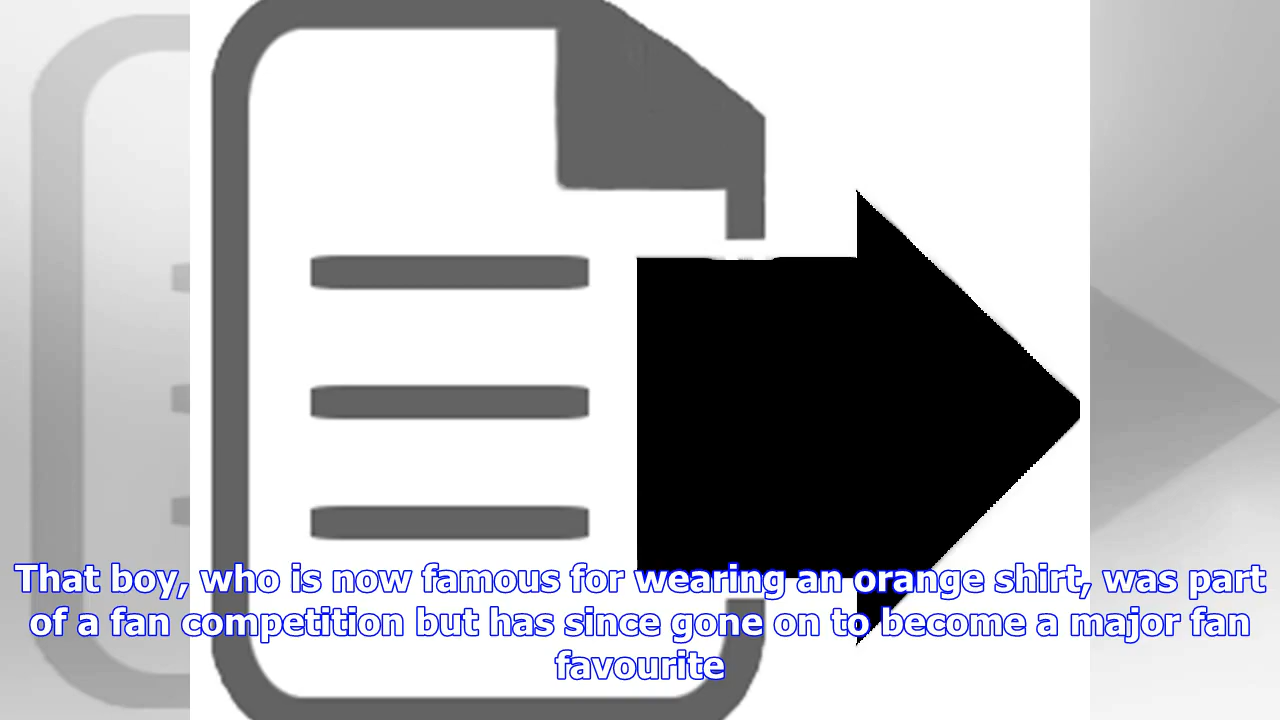 That boy, who is now famous for wearing an orange shirt, was part
of a fan competition but has since gone on to become a major fan
favourite